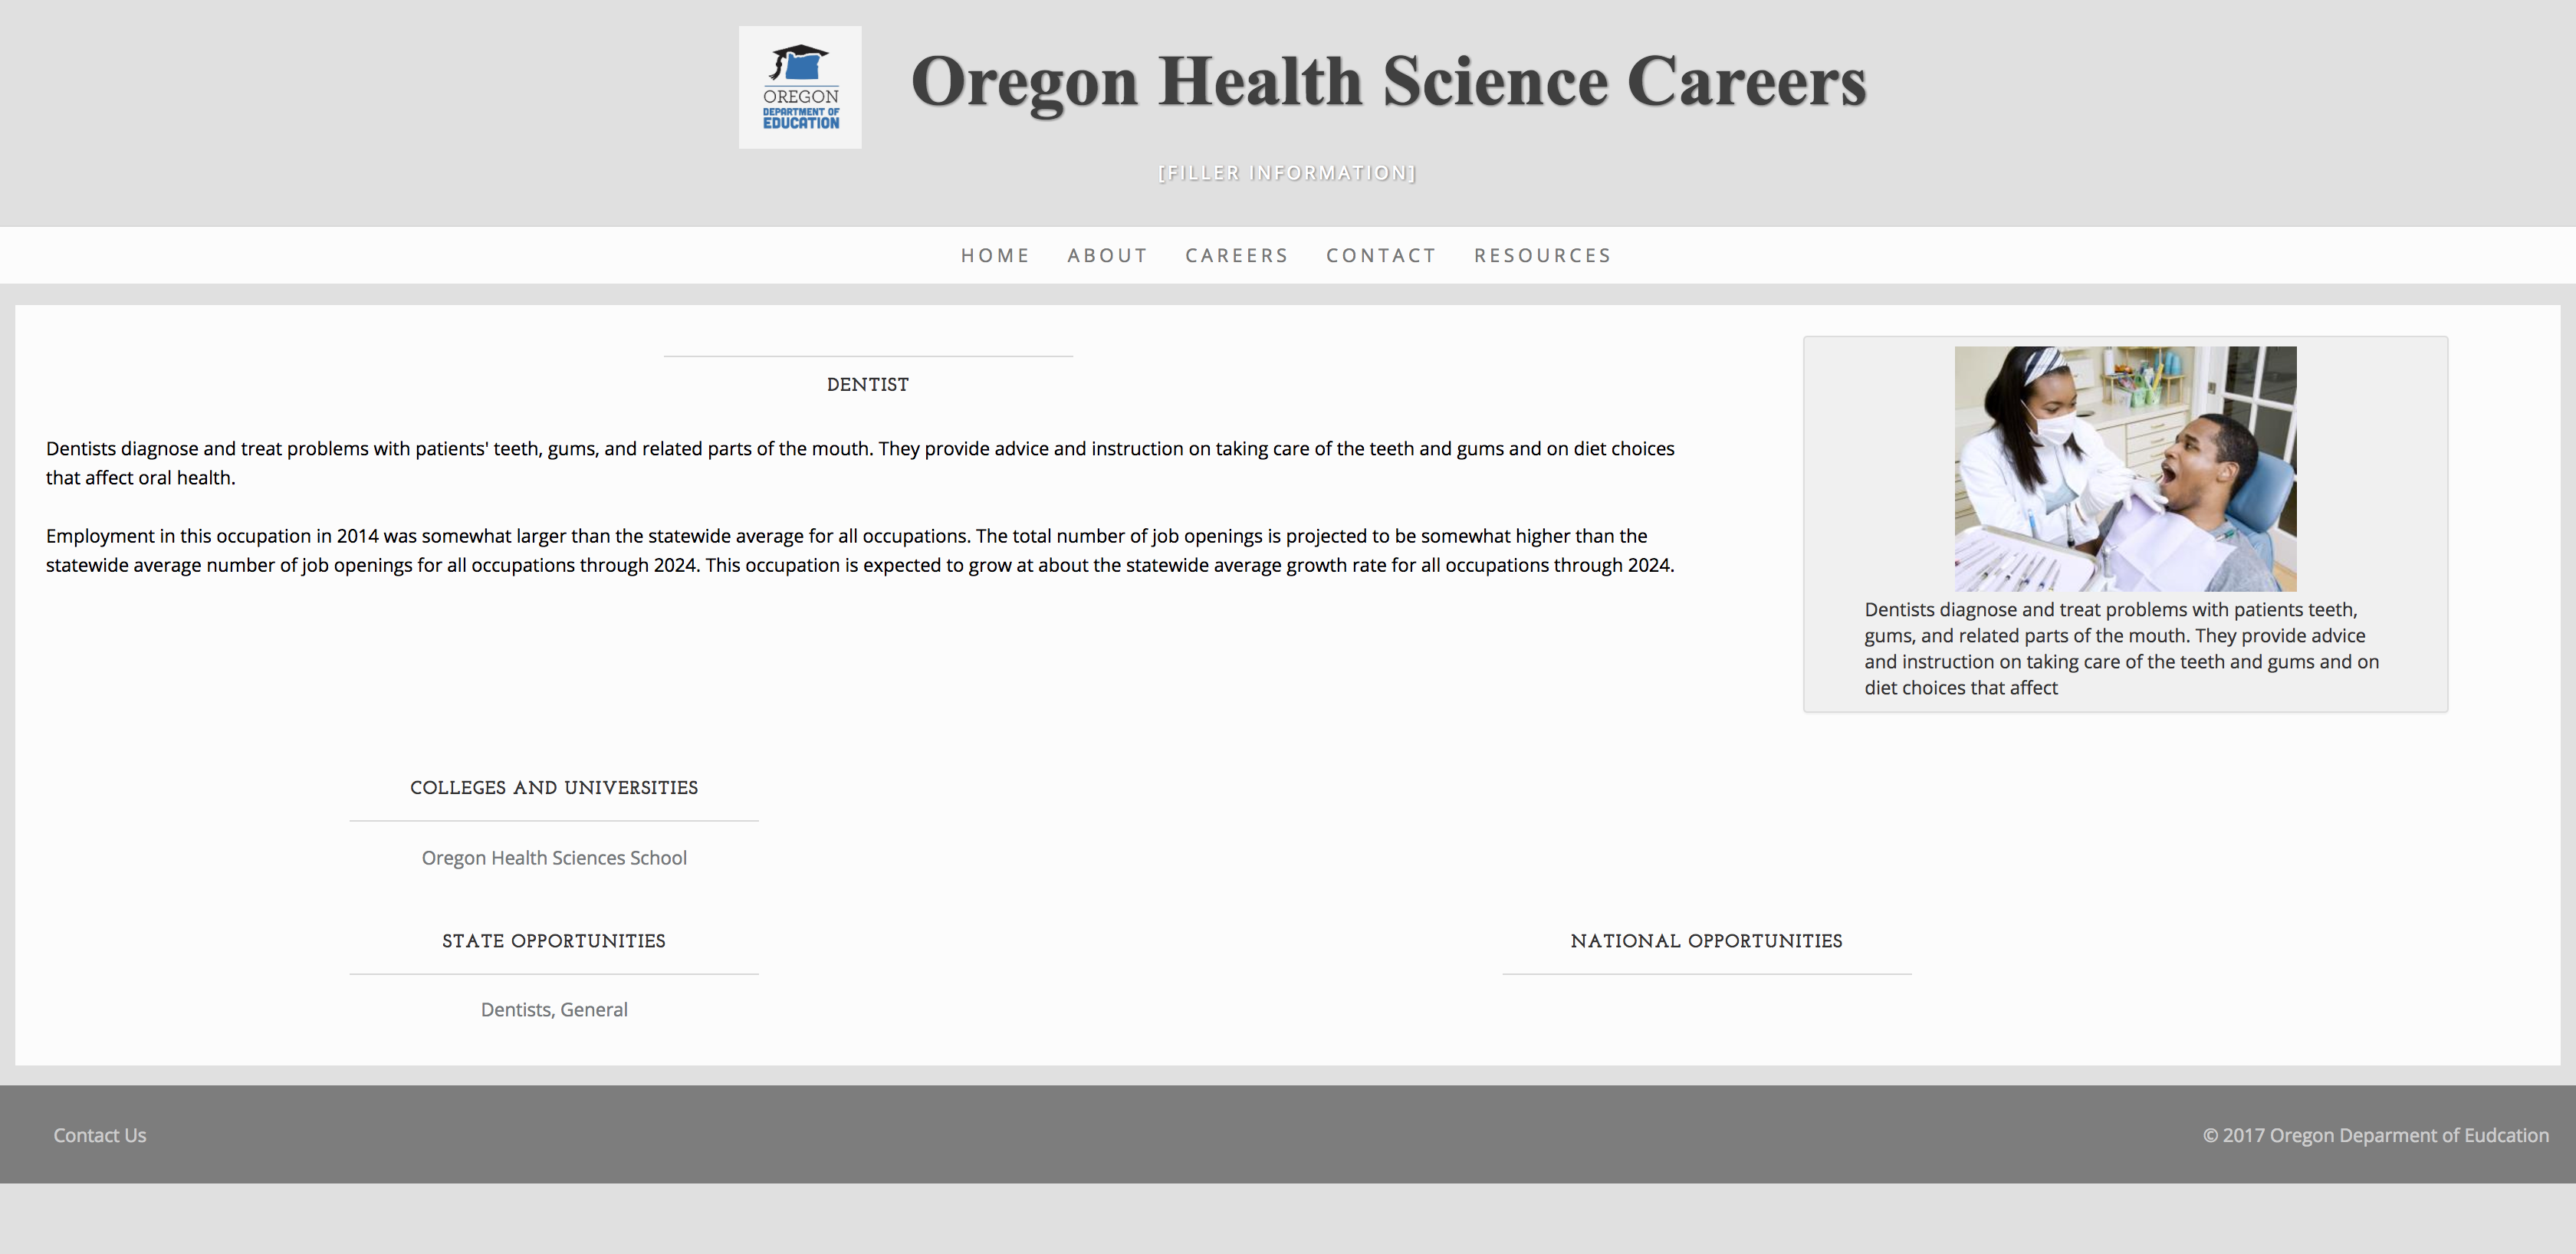 OREGON
DEPARTMENT OF
EDUCATION
Oregon Health Science Careers
[FILLER INFORMATION]
HOME ABOUT CAREERS CONTACT RESOURCES
DENTIST
Dentists diagnose and treat problems with patients' teeth, gums, and related parts of the mouth. They provide advice and instruction on taking care of the teeth and gums and on diet choices
that affect oral health.
Employment in this occupation in 2014 was somewhat larger than the statewide average for all occupations. The total number of job openings is projected to be somewhat higher than the
statewide average number of job openings for all occupations through 2024. This occupation is expected to grow at about the statewide average growth rate for all occupations through 2024.
Dentists diagnose and treat problems with patients teeth,
gums, and related parts of the mouth. They provide advice
and instruction on taking care of the teeth and gums and on
diet choices that affect
COLLEGES AND UNIVERSITIES
Oregon Health Sciences School
STATE OPPORTUNITIES
Dentists, General
NATIONAL OPPORTUNITIES
Contact Us
© 2017 Oregon Deparment of Eudcation